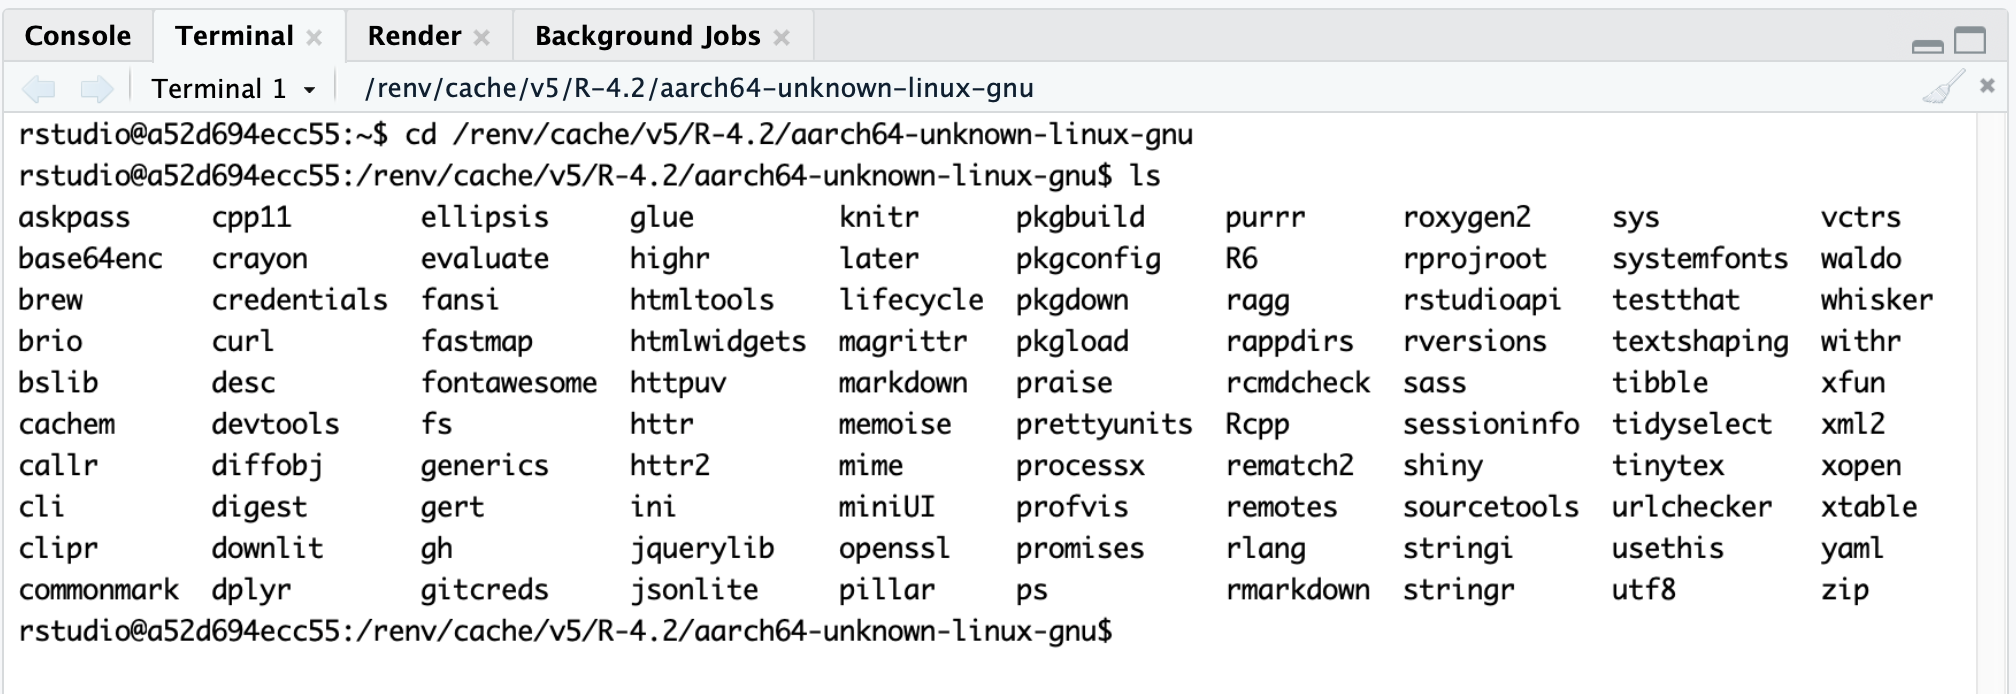 Console Terminal Render Background Jobs
Terminal 1 /renv/cache/v5/R-4.2/aarch64-unknown-linux-gnu
rstudio@a52d694ecc55:~$ cd /renv/cache/v5/R-4.2/aarch64-unknown-linux-gnu
rstudio@a52d694ecc55:/renv/cache/v5/R-4.2/aarch64-unknown-linux-gnu$ ls
askpass cpp11 ellipsis glue knitr pkgbuild purrr roxygen2 sys vctrs
base64enc crayon evaluate highr later pkgconfig R6 rprojroot systemfonts waldo
brew credentials fansi htmltools lifecycle pkgdown ragg rstudioapi testthat whisker
brio curl fastmap htmlwidgets magrittr pkgload rappdirs rversions textshaping withr
bslib desc fontawesome httpuv markdown praise rcmdcheck sass tibble xfun
cachem devtools fs httr memoise prettyunits Rcpp sessioninfo tidyselect xml2
callr diffobj generics httr2 mime processx rematch2 shiny tinytex xopen
cli digest gert ini miniUI profvis remotes sourcetools urlchecker xtable
clipr downlit gh jquerylib openssl promises rlang stringi usethis yaml
commonmark dplyr gitcreds jsonlite pillar ps rmarkdown stringr utf8 zip
rstudio@a52d694ecc55:/renv/cache/v5/R-4.2/aarch64-unknown-linux-gnu$